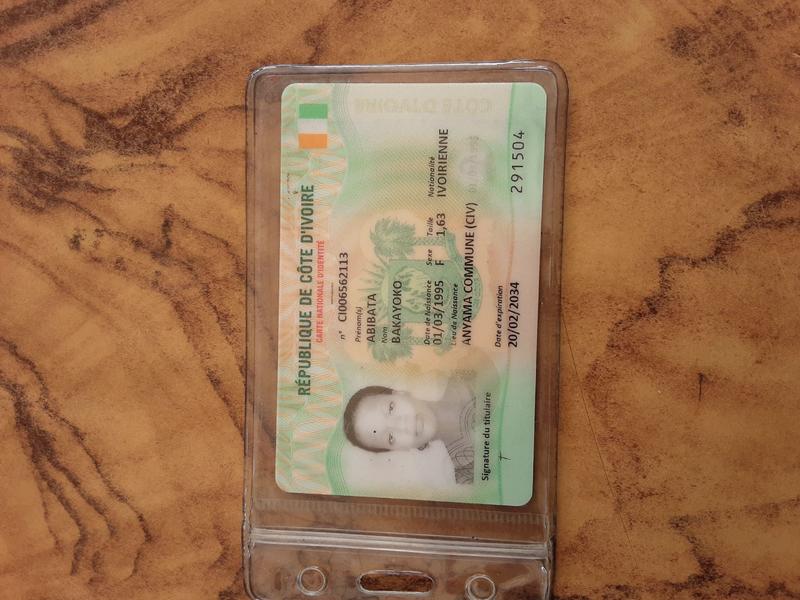 RÉPUBLIQUE DE CÔTE D'IVOIRE
CARTE NATIONALE D'IDENTITÉ
n° CI006562113
Prénom(s)
ABIBATA
Nom
BAKAYOKO
Date de Naissance Sexe Taille Nationalité
01/03/1995 F 1,63 IVOIRIENNE
Lieu de Naissance
ANYAMA COMMUNE (CIV)
Signature du titulaire
Date d'expiration
20/02/2034
291504
CÔTE D'IVOIRE